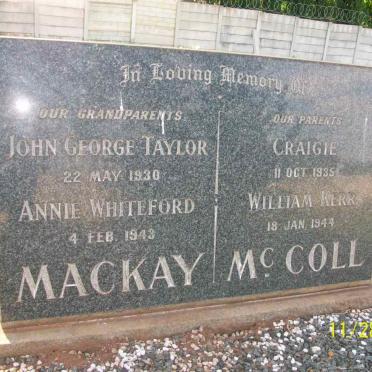 In Loving Memory Of
OUR GRANDPARENTS
JOHN GEORGE TAYLOR
22 MAY 1930
ANNIE WHITEFORD
4 FEB 1943
MACKAY
OUR PARENTS
CRAIGIE
11 OCT 1935
WILLIAM KERR
18 JAN 1944
MCCOLL